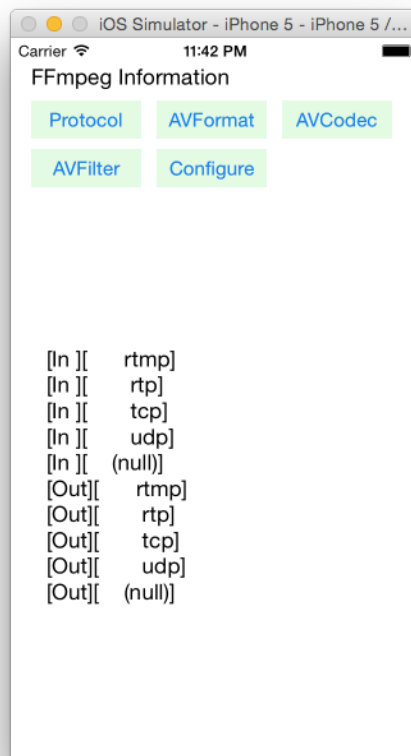 iOS Simulator - iPhone 5 - iPhone 5 /...
Carrier 11:42 PM
FFmpeg Information
Protocol AVFormat AVCodec
AVFilter Configure
[In ][ rtmp]
[In ][ rtp]
[In ][ tcp]
[In ][ udp]
[In ][ (null)]
[Out][ rtmp]
[Out][ rtp]
[Out][ tcp]
[Out][ udp]
[Out][ (null)]